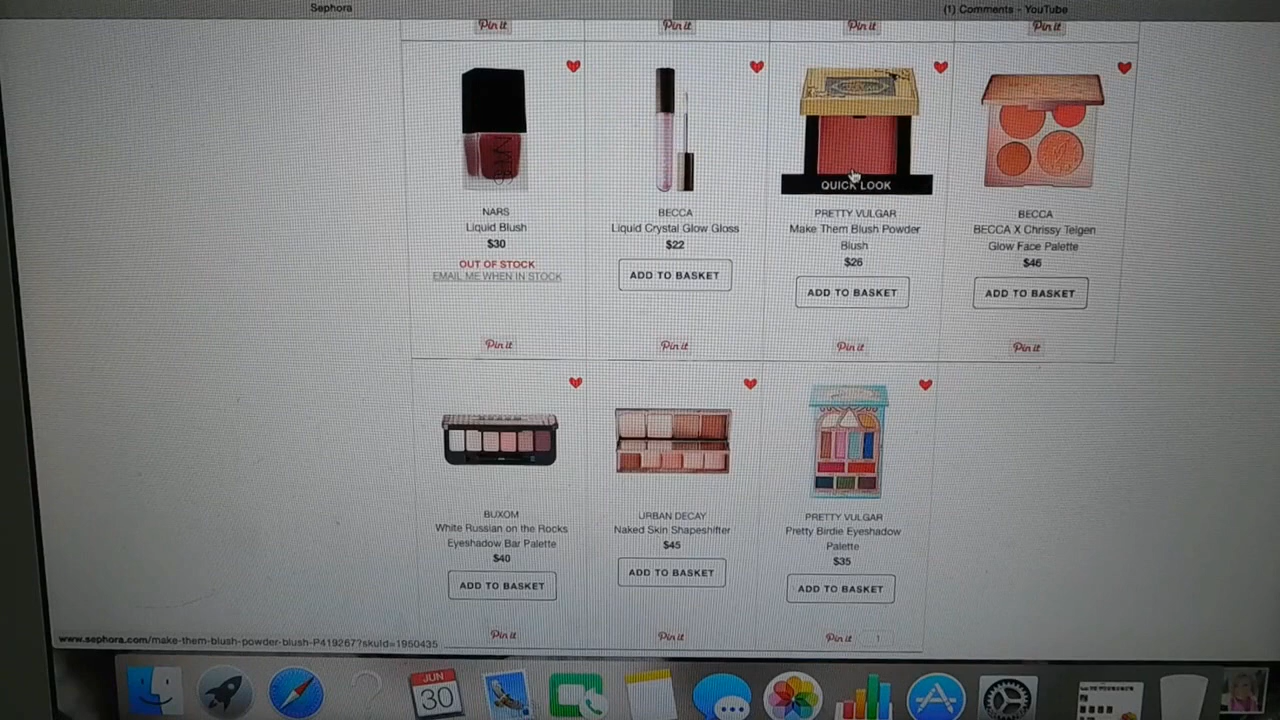 Sephora
(1) Comments - YouTube
Pin it
Pin it
Pin it
Pin it
NARS
QUICK LOOK
NARS
Liquid Blush
$30
OUT OF STOCK
EMAIL ME WHEN IN STOCK
Pin it
BECCA
Liquid Crystal Glow Gloss
$22
ADD TO BASKET
Pin it
PRETTY VULGAR
Make Them Blush Powder
Blush
$26
ADD TO BASKET
Pin it
BECCA
BECCA X Chrissy Teigen
Glow Face Palette
$46
ADD TO BASKET
Pin it
BUXOM
White Russian on the Rocks
Eyeshadow Bar Palette
$40
ADD TO BASKET
Pin it
URBAN DECAY
Naked Skin Shapeshifter
$45
ADD TO BASKET
Pin it
PRETTY VULGAR
Pretty Birdie Eyeshadow
Palette
$35
ADD TO BASKET
Pin it 1
www.sephora.com/make-them-blush-powder-blush-P419267?skuId=1950435
JUN
30